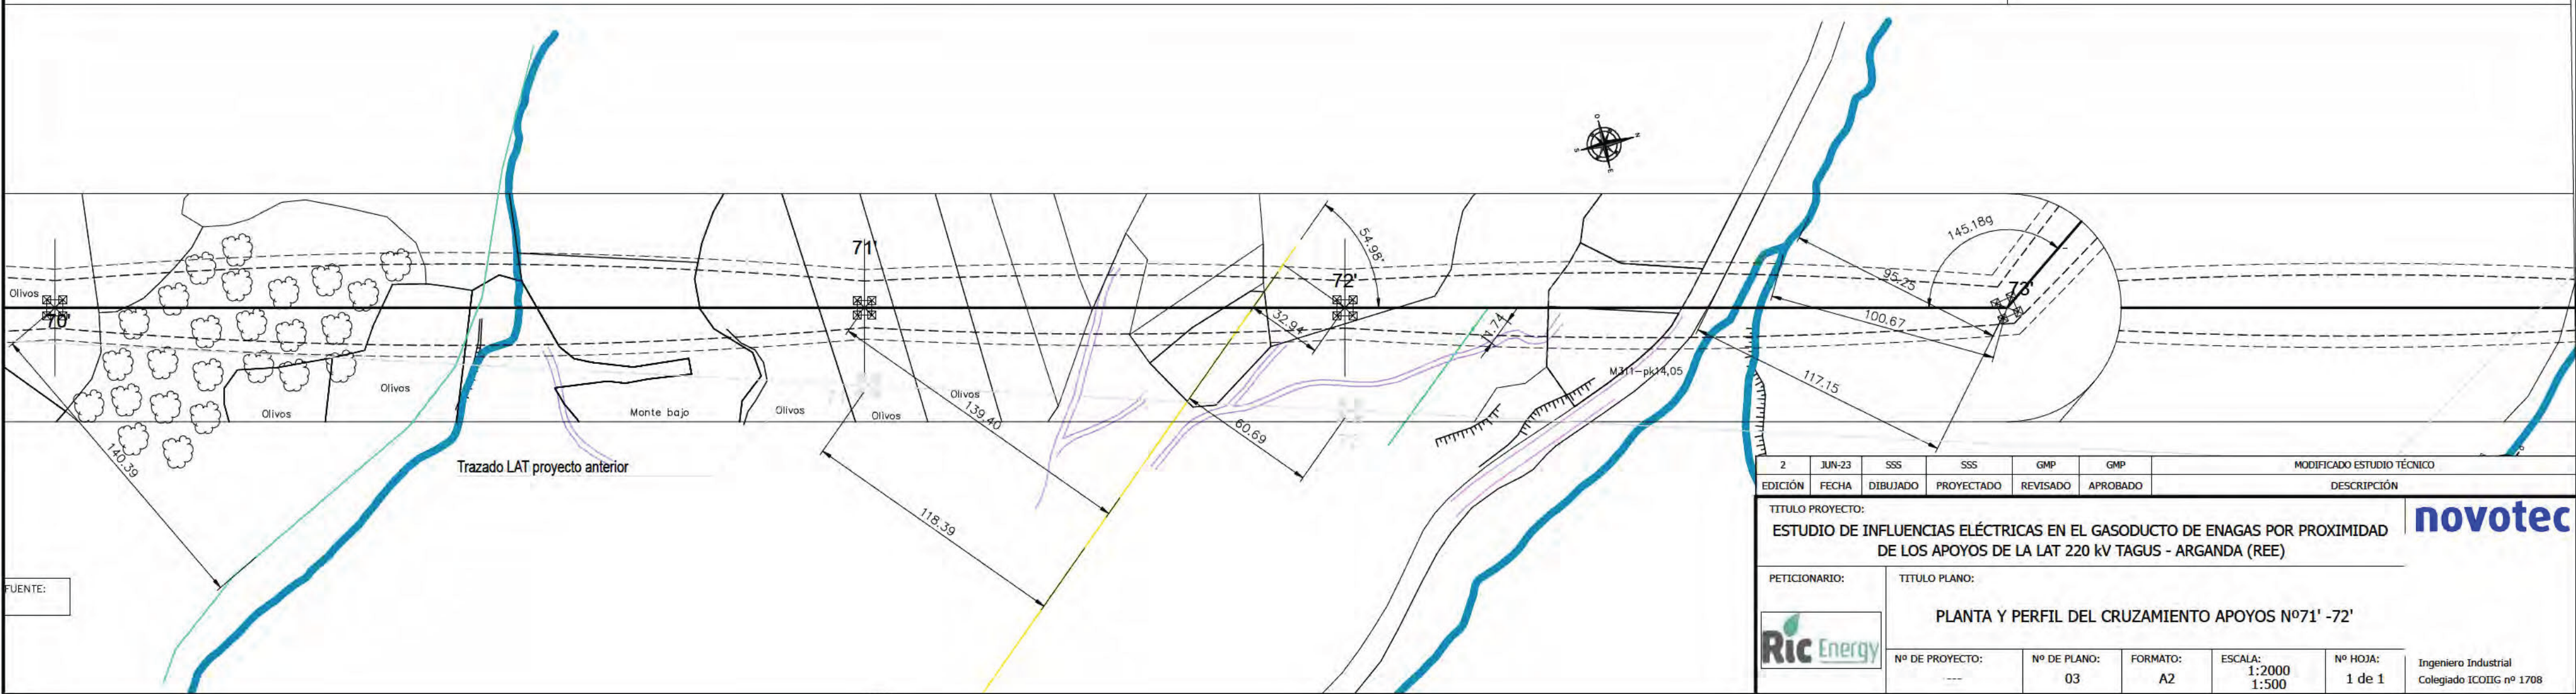 Olivos
70'
140.39
Olivos
Olivos
Trazado LAT proyecto anterior
Monte bajo
Olivos
71'
Olivos
Olivos
139.40
118.39
54.98°
72'
32.94
60.69
11.74
M311-pk14,05
145.18g
95.25
73'
100.67
117.15
FUENTE:
2 JUN-23 SSS SSS GMP GMP MODIFICADO ESTUDIO TÉCNICO
EDICIÓN FECHA DIBUJADO PROYECTADO REVISADO APROBADO DESCRIPCIÓN
TITULO PROYECTO:
ESTUDIO DE INFLUENCIAS ELÉCTRICAS EN EL GASODUCTO DE ENAGAS POR PROXIMIDAD
DE LOS APOYOS DE LA LAT 220 kV TAGUS - ARGANDA (REE)
novotec
PETICIONARIO:
Ric Energy
TITULO PLANO:
PLANTA Y PERFIL DEL CRUZAMIENTO APOYOS Nº71' -72'
Nº DE PROYECTO:
---
Nº DE PLANO:
03
FORMATO:
A2
ESCALA:
1:2000
1:500
Nº HOJA:
1 de 1
Ingeniero Industrial
Colegiado ICOIIG nº 1708